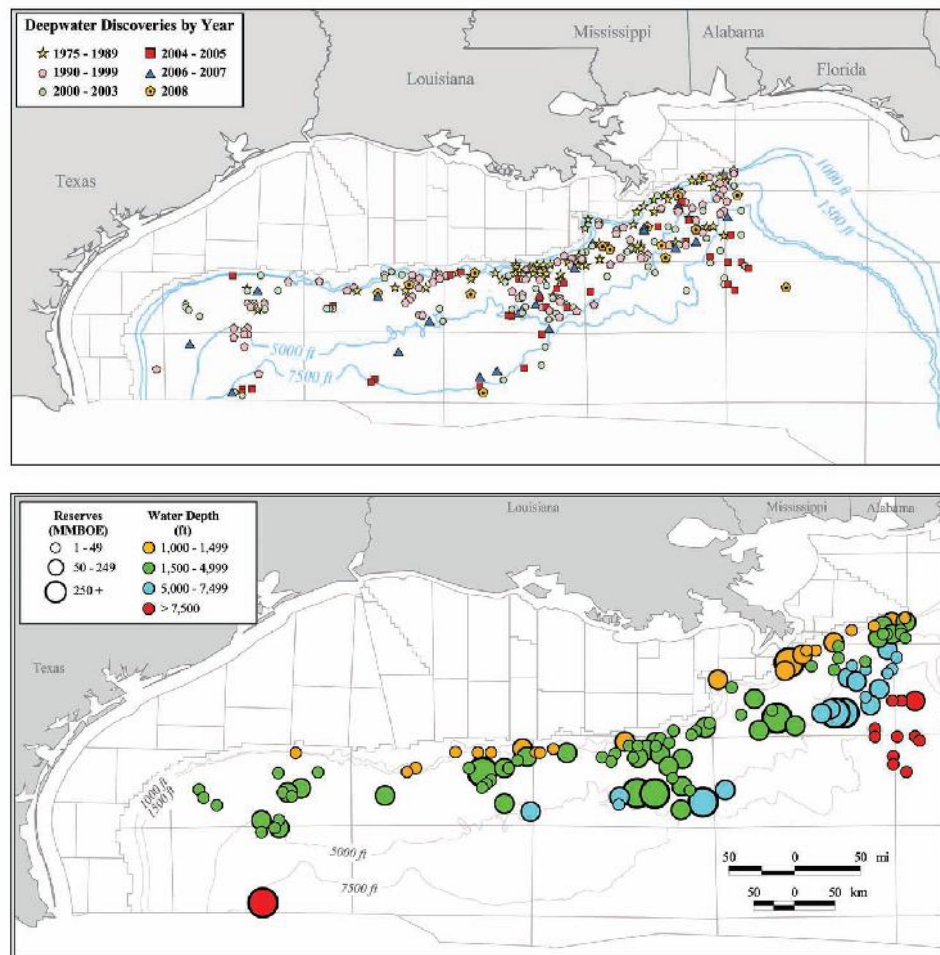 Deepwater Discoveries by Year
1975 - 1989
2004 - 2005
1990 - 1999
2006 - 2007
2000 - 2003
2008
Mississippi
Alabama
Louisiana
Florida
Texas
1000 ft
1500 ft
5000 ft
7500 ft
Reserves
(MMBOE)
1 - 49
50 - 249
250 +
Water Depth
(ft)
1,000 - 1,499
1,500 - 4,999
5,000 - 7,499
> 7,500
Louisiana
Mississippi
Alabama
Texas
1000 ft
1500 ft
5000 ft
7500 ft
50 0 50 mi
50 0 50 km